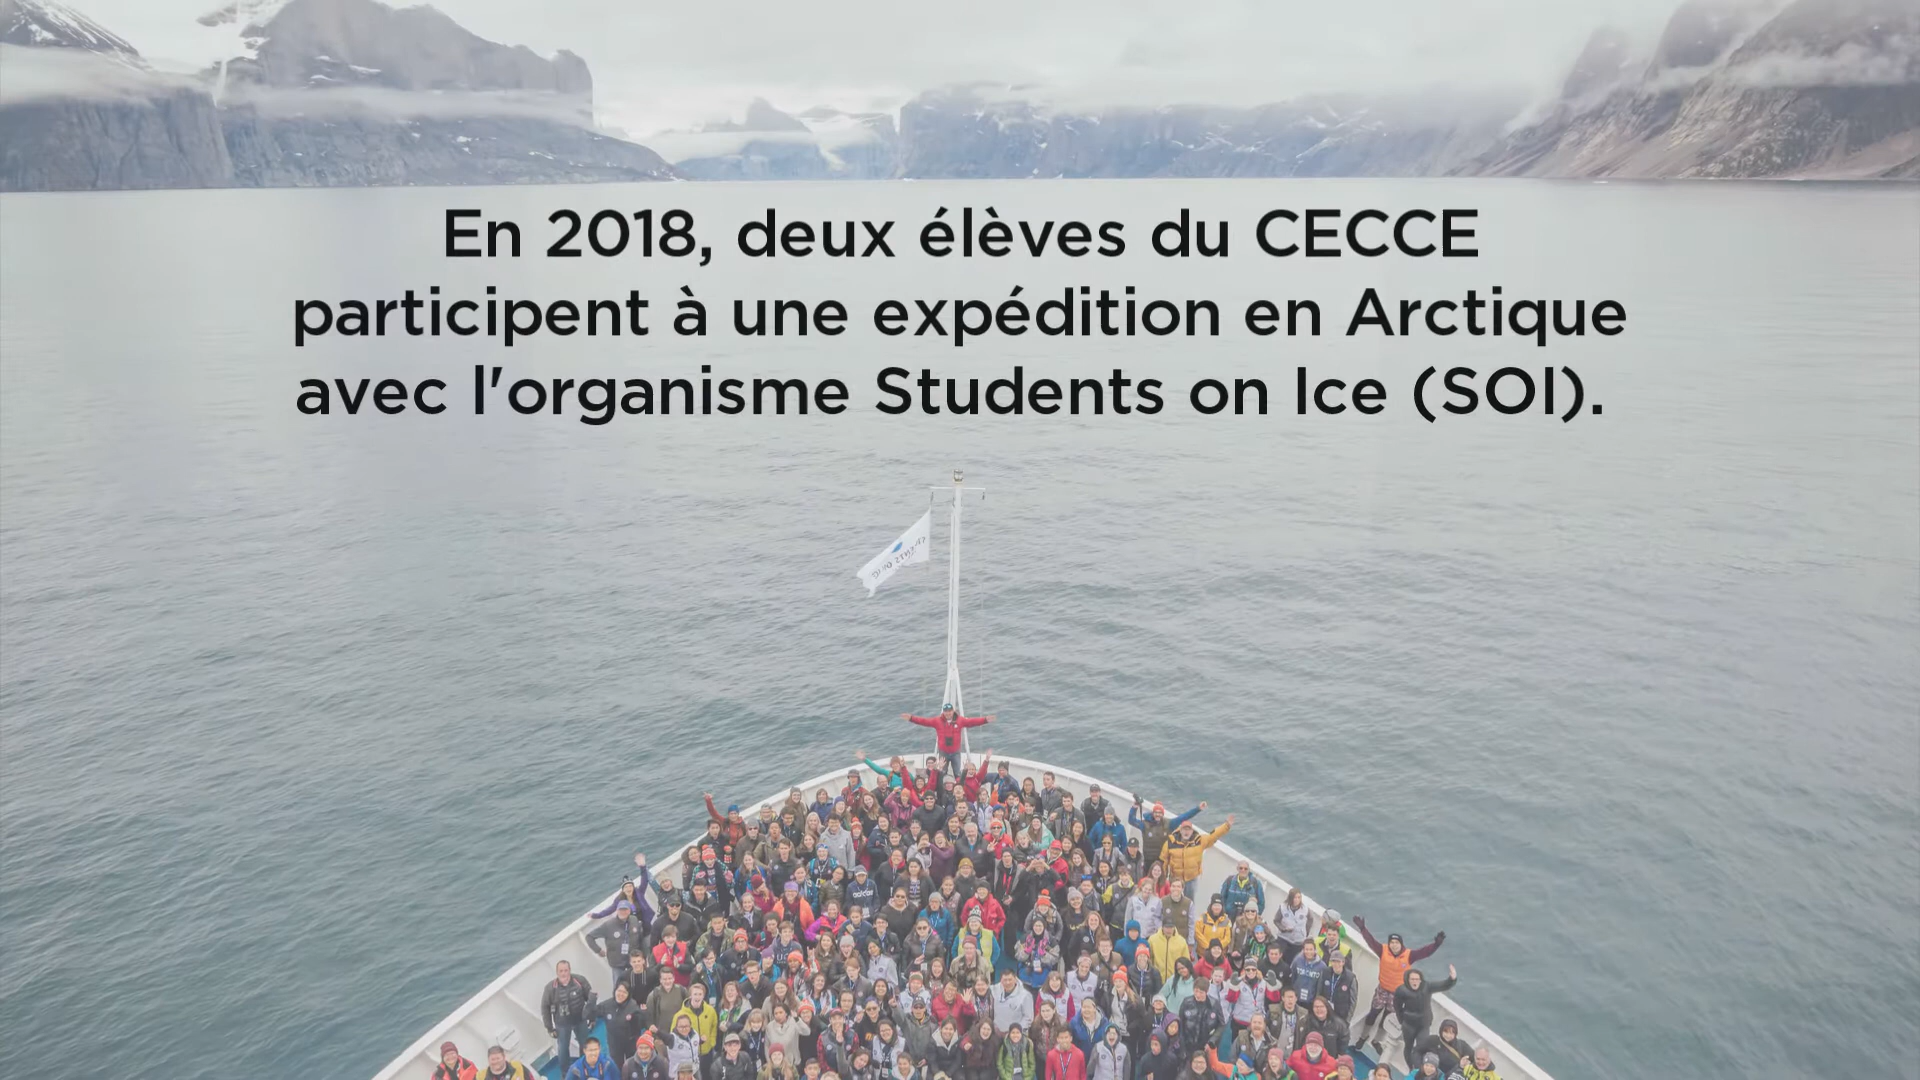 En 2018, deux élèves du CECCE
participent à une expédition en Arctique
avec l'organisme Students on Ice (SOI).